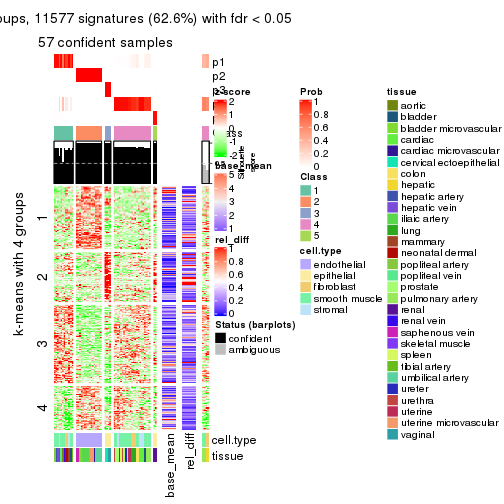 oups, 11577 signatures (62.6%) with fdr < 0.05
57 confident samples
p1
p2
p3
p4
z-score
2
1
0
-1
-2
Class
Silhouette
score
base_mean
5
4
3
2
1
rel_diff
1
0.8
0.6
0.4
0.2
0
Status (barplots)
confident
ambiguous
Prob
1
0.8
0.6
0.4
0.2
0
Class
1
2
3
4
5
cell.type
endothelial
epithelial
fibroblast
smooth muscle
stromal
tissue
aortic
bladder
bladder microvascular
cardiac
cardiac microvascular
cervical ectoepithelial
colon
hepatic
hepatic artery
hepatic vein
iliac artery
lung
mammary
neonatal dermal
popliteal artery
popliteal vein
prostate
pulmonary artery
renal
renal vein
saphenous vein
skeletal muscle
spleen
tibial artery
umbilical artery
ureter
urethra
uterine
uterine microvascular
vaginal
k-means with 4 groups
1
2
3
4
cell.type
tissue
base_mean
rel_diff